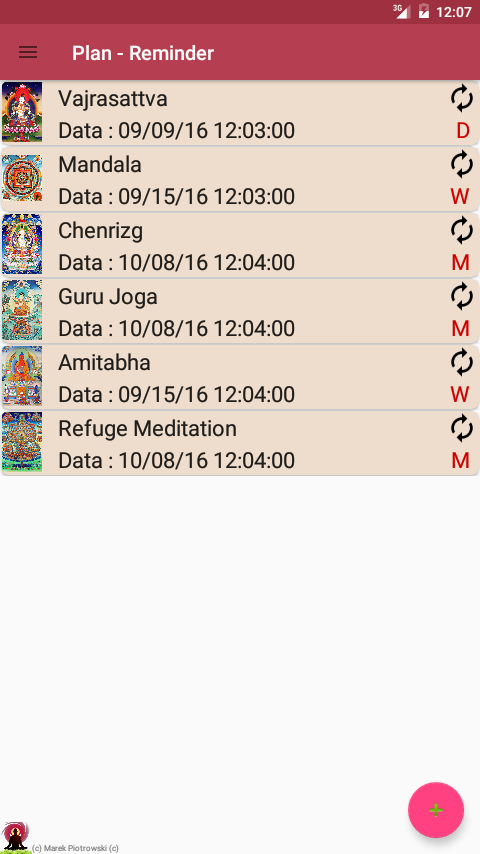 3G 12:07
Plan - Reminder
Vajrasattva
Data : 09/09/16 12:03:00 D
Mandala
Data : 09/15/16 12:03:00 W
Chenrizg
Data : 10/08/16 12:04:00 M
Guru Joga
Data : 10/08/16 12:04:00 M
Amitabha
Data : 09/15/16 12:04:00 W
Refuge Meditation
Data : 10/08/16 12:04:00 M
(c) Marek Piotrowski (c)